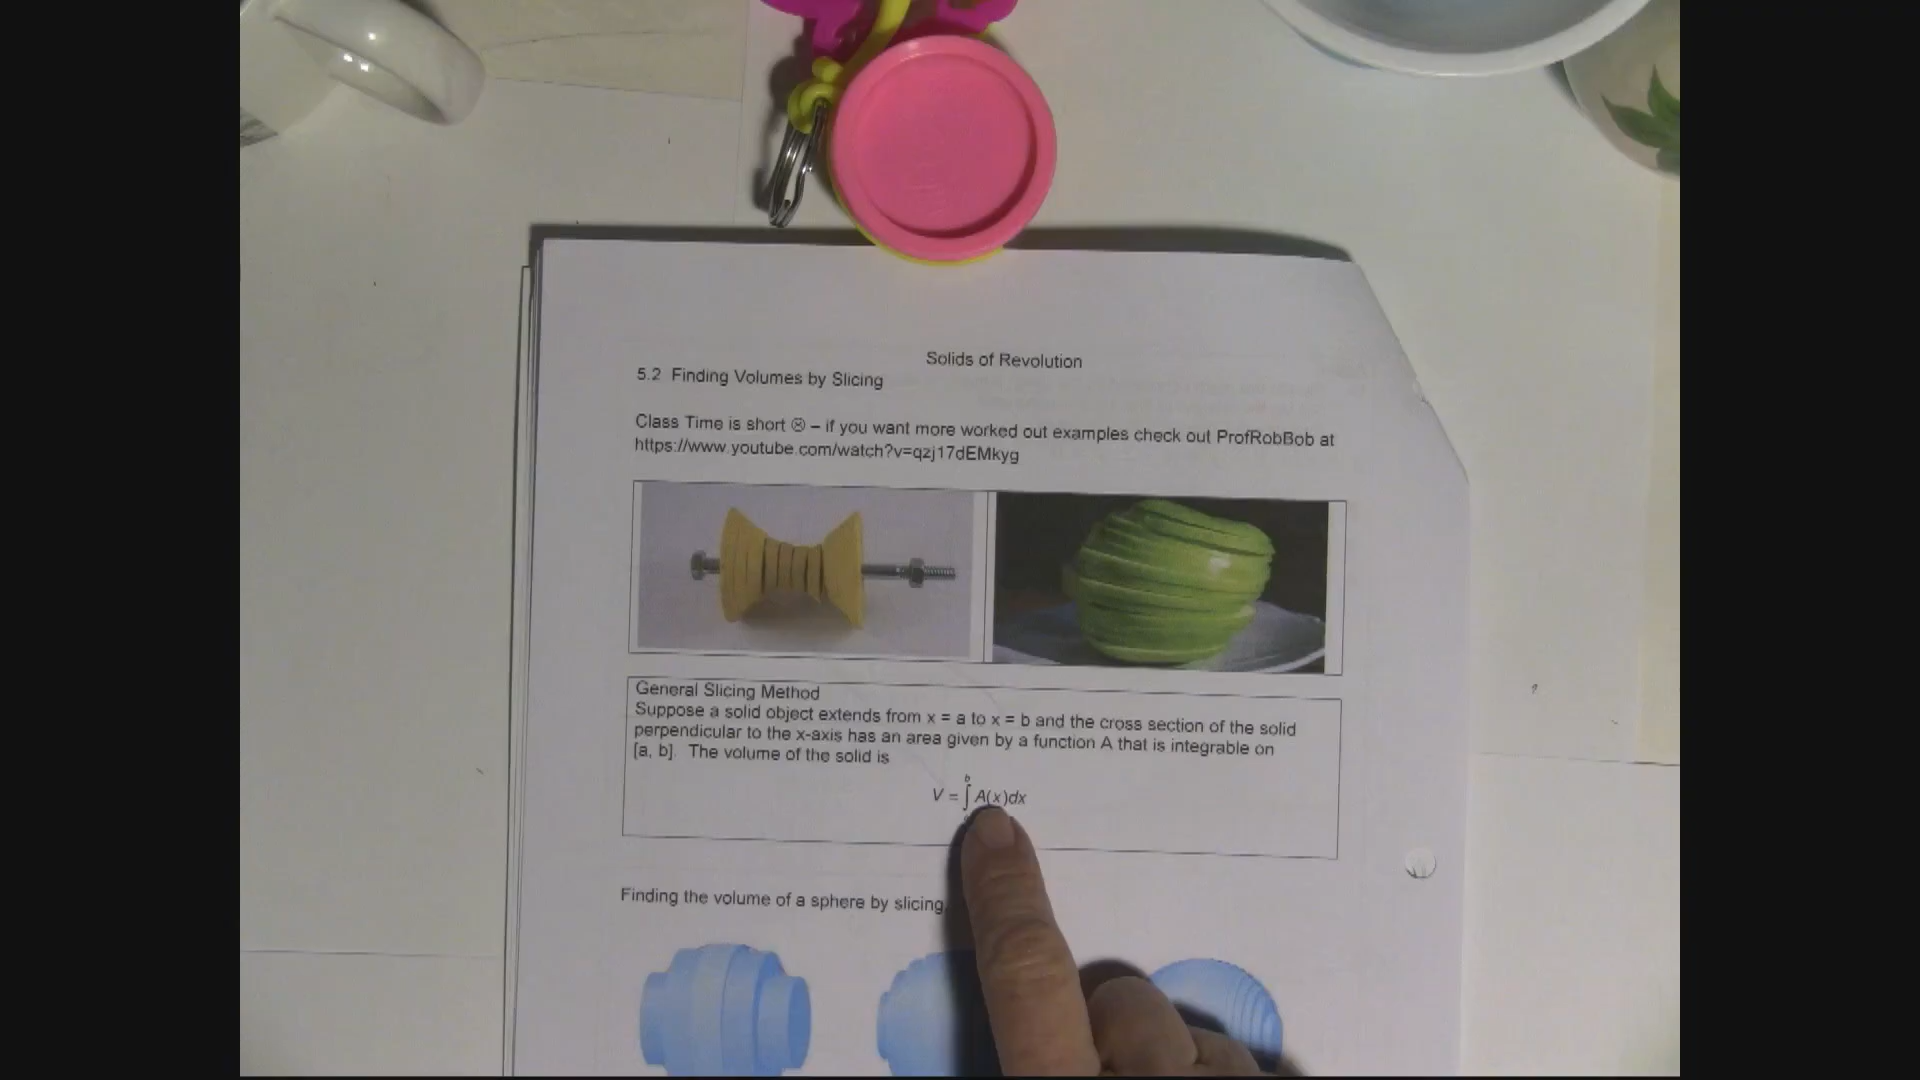 Solids of Revolution
5.2 Finding Volumes by Slicing
Class Time is short ☹ – if you want more worked out examples check out ProfRobBob at
https://www.youtube.com/watch?v=qzj17dEMkyg
General Slicing Method
Suppose a solid object extends from x = a to x = b and the cross section of the solid
perpendicular to the x-axis has an area given by a function A that is integrable on
[a, b]. The volume of the solid is
b
V = ∫ A(x)dx
Finding the volume of a sphere by slicing.